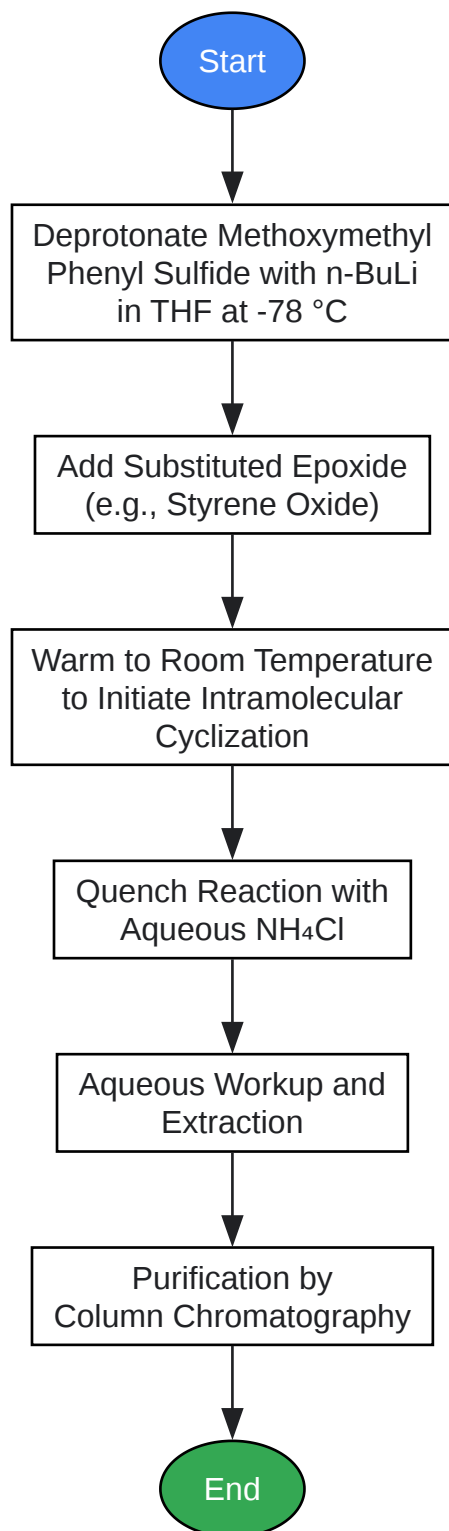 Start
Deprotonate Methoxymethyl
Phenyl Sulfide with n-BuLi
in THF at -78 °C
Add Substituted Epoxide
(e.g., Styrene Oxide)
Warm to Room Temperature
to Initiate Intramolecular
Cyclization
Quench Reaction with
Aqueous NH₄Cl
Aqueous Workup and
Extraction
Purification by
Column Chromatography
End